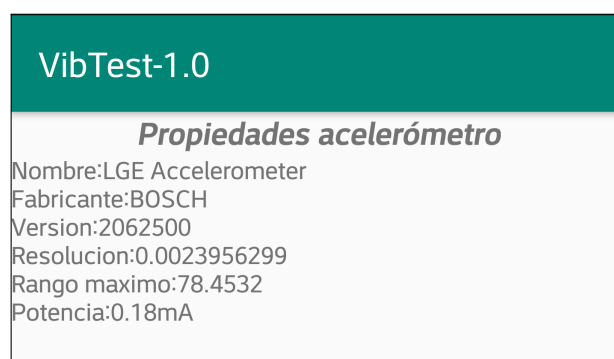 VibTest-1.0
Propiedades acelerómetro
Nombre:LGE Accelerometer
Fabricante:BOSCH
Version:2062500
Resolucion:0.0023956299
Rango maximo:78.4532
Potencia:0.18mA